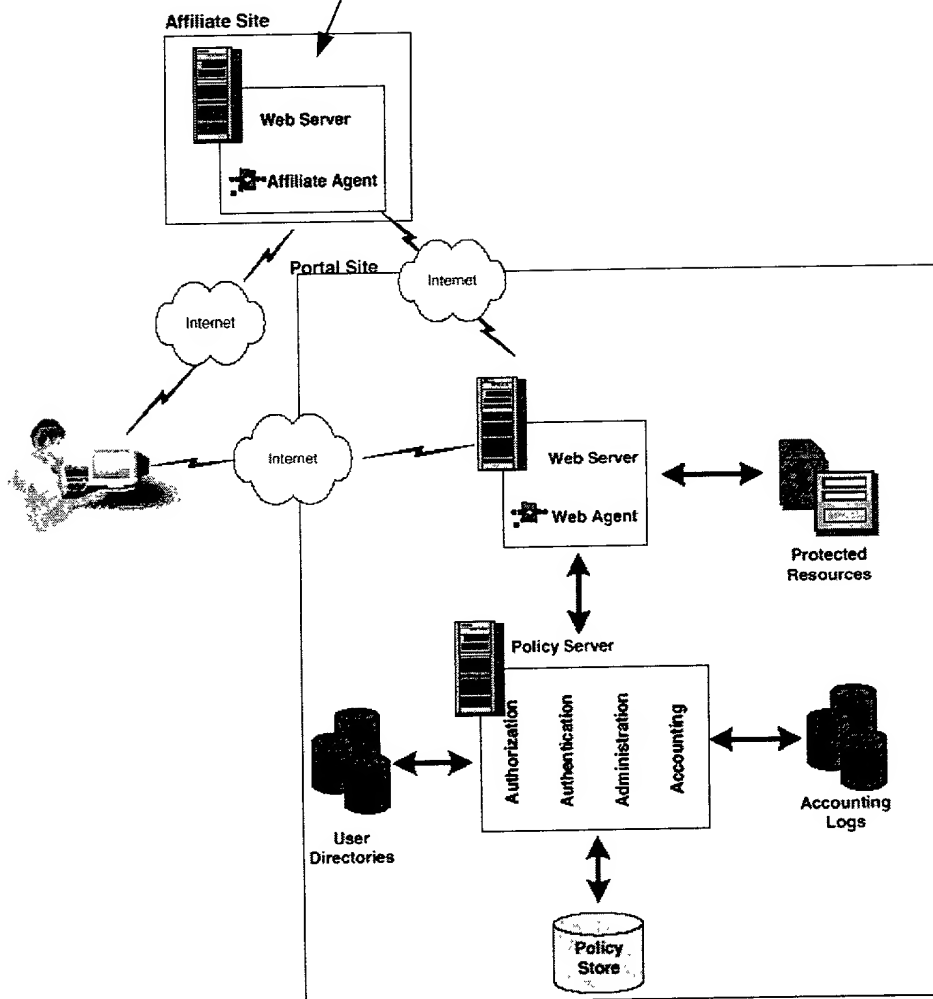 Affiliate Site
Web Server
Affiliate Agent
Portal Site
Internet
Internet
Internet
Web Server
Web Agent
Protected
Resources
Policy Server
Authorization
Authentication
Administration
Accounting
User
Directories
Accounting
Logs
Policy
Store